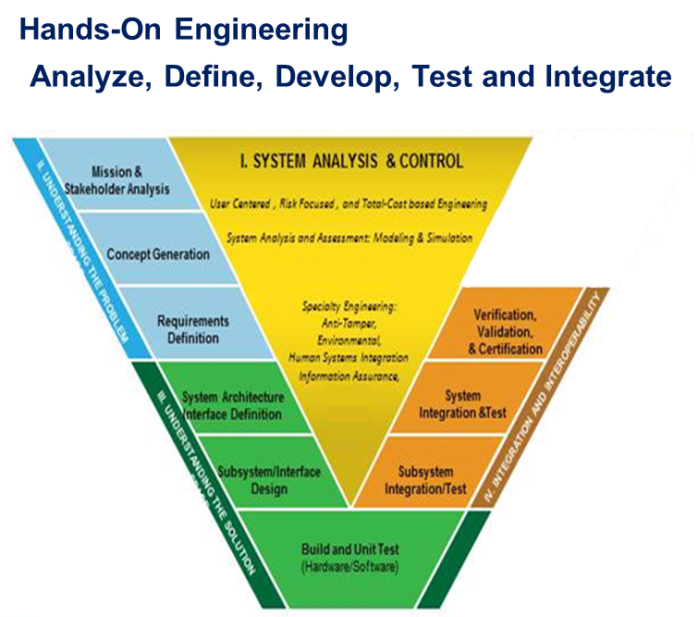 Hands-On Engineering
Analyze, Define, Develop, Test and Integrate
I. SYSTEM ANALYSIS & CONTROL
User Centered , Risk Focused , and Total-Cost based Engineering
System Analysis and Assessment: Modeling & Simulation
Specialty Engineering:
Anti-Tamper,
Environmental,
Human Systems Integration
Information Assurance,
II. UNDERSTANDING THE PROBLEM
Mission &
Stakeholder Analysis
Concept Generation
Requirements
Definition
III. UNDERSTANDING THE SOLUTION
System Architecture
Interface Definition
Subsystem/Interface
Design
Build and Unit Test
(Hardware/Software)
Subsystem
Integration/Test
System
Integration &Test
Verification,
Validation,
& Certification
IV. INTEGRATION AND INTEROPERABILITY